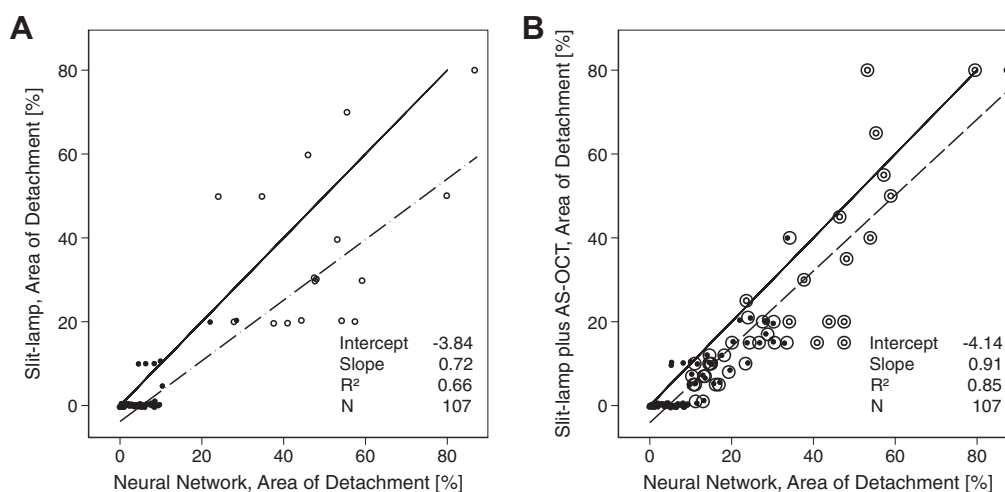 A
Slit-lamp, Area of Detachment [%]
80
60
40
20
0
Intercept -3.84
Slope 0.72
R² 0.66
N 107
0 20 40 60 80
Neural Network, Area of Detachment [%]
B
Slit-lamp plus AS-OCT, Area of Detachment [%]
80
60
40
20
0
Intercept -4.14
Slope 0.91
R² 0.85
N 107
0 20 40 60 80
Neural Network, Area of Detachment [%]